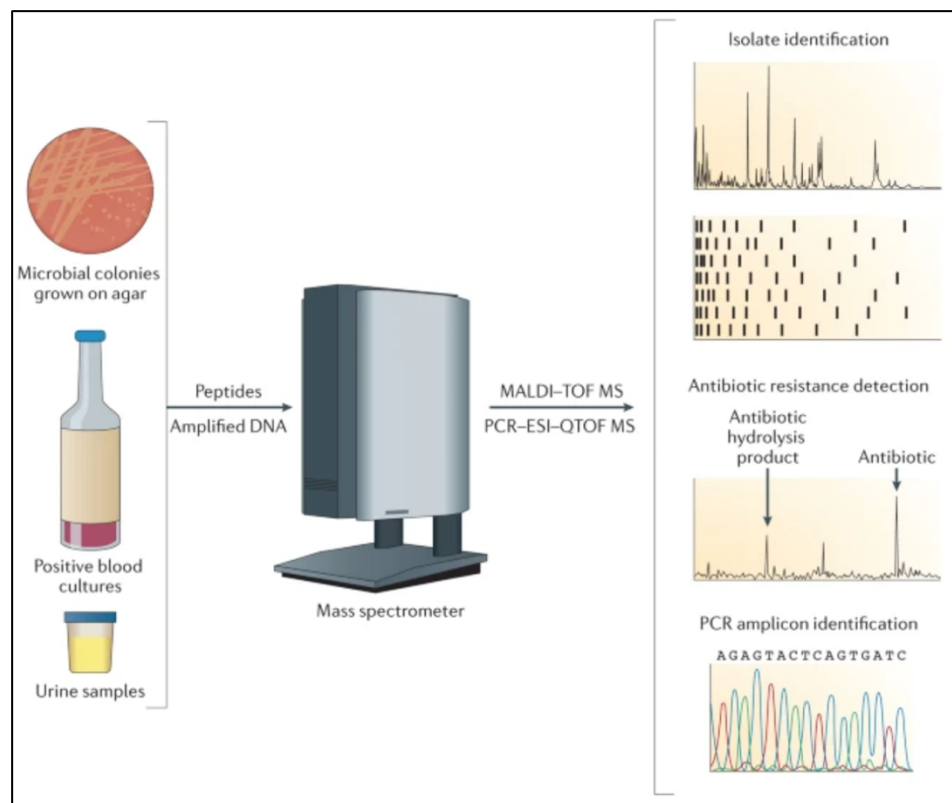 Microbial colonies
grown on agar
Positive blood
cultures
Urine samples
Peptides
Amplified DNA
Mass spectrometer
MALDI–TOF MS
PCR–ESI–QTOF MS
Isolate identification
Antibiotic resistance detection
Antibiotic
hydrolysis
product
Antibiotic
PCR amplicon identification
AGAGTACTCAGTGATC